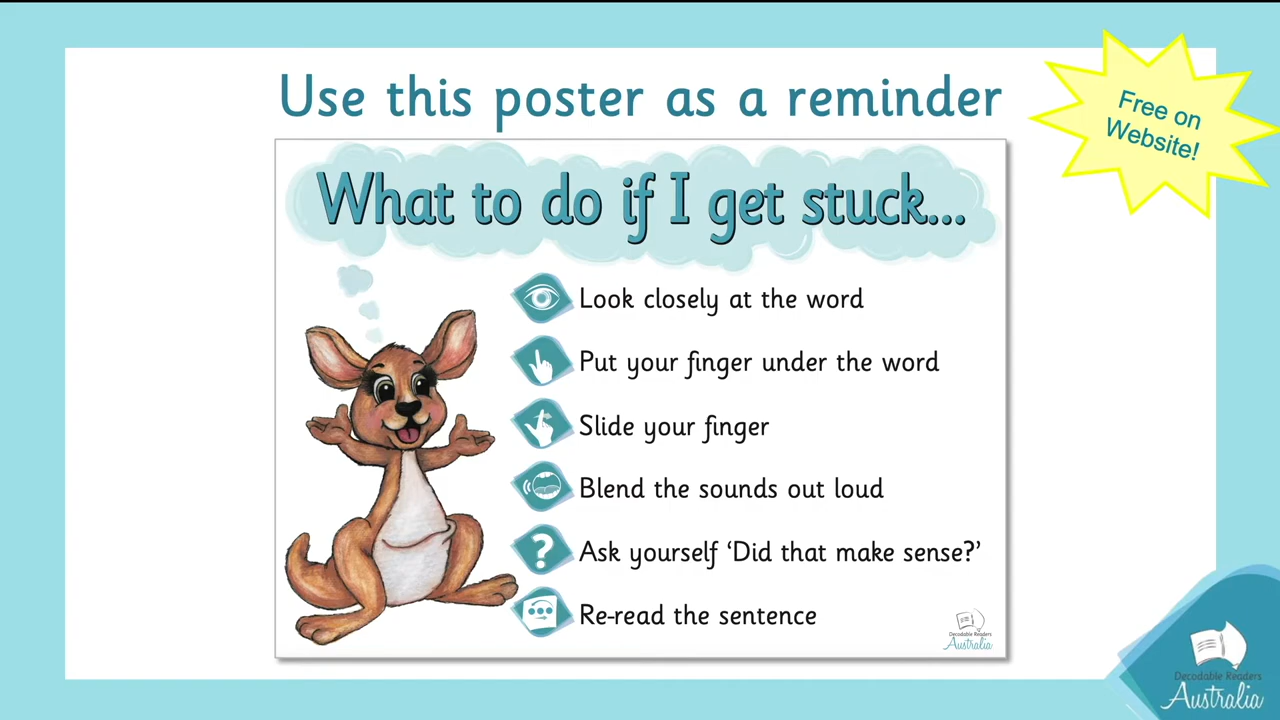 Use this poster as a reminder
Free on
Website!
What to do if I get stuck...
Look closely at the word
Put your finger under the word
Slide your finger
Blend the sounds out loud
Ask yourself ‘Did that make sense?’
Re-read the sentence
Decodable Readers
Australia
Decodable Readers
Australia